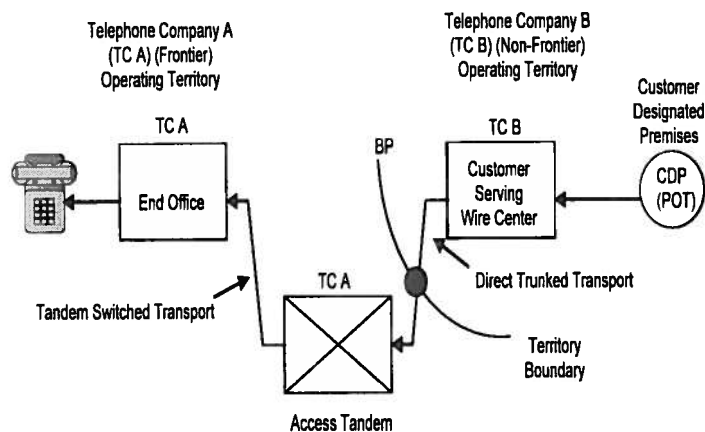 Telephone Company A
(TC A) (Frontier)
Operating Territory
Telephone Company B
(TC B) (Non-Frontier)
Operating Territory
Customer
Designated
Premises
TC A
End Office
BP
TC B
Customer
Serving
Wire Center
CDP
(POT)
Tandem Switched Transport
TC A
Direct Trunked Transport
Territory
Boundary
Access Tandem